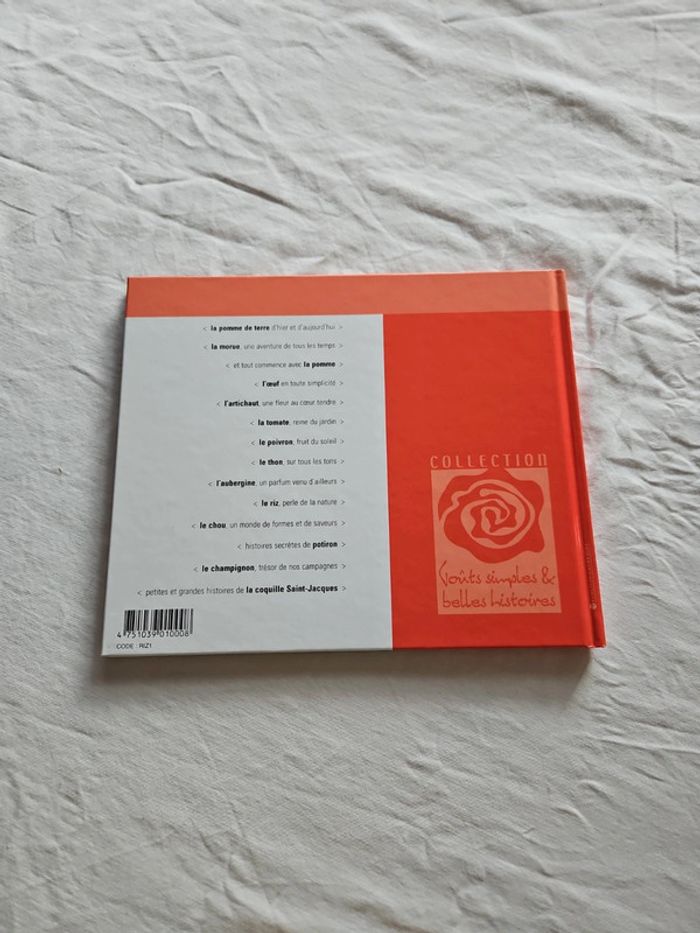 < la pomme de terre d'hier et d'aujourd'hui >
< la morue, une aventure de tous les temps >
< et tout commence avec la pomme >
< l'œuf en toute simplicité >
< l'artichaut, une fleur au cœur tendre >
< la tomate, reine du jardin >
< le poivron, fruit du soleil >
< le thon, sur tous les tons >
< l'aubergine, un parfum venu d'ailleurs >
< le riz, perle de la nature >
< le chou, un monde de formes et de saveurs >
< histoires secrètes de potiron >
< le champignon, trésor de nos campagnes >
< petites et grandes histoires de la coquille Saint-Jacques >
4 751039 010008
CODE : RIZ1
COLLECTION
Goûts simples &
belles histoires